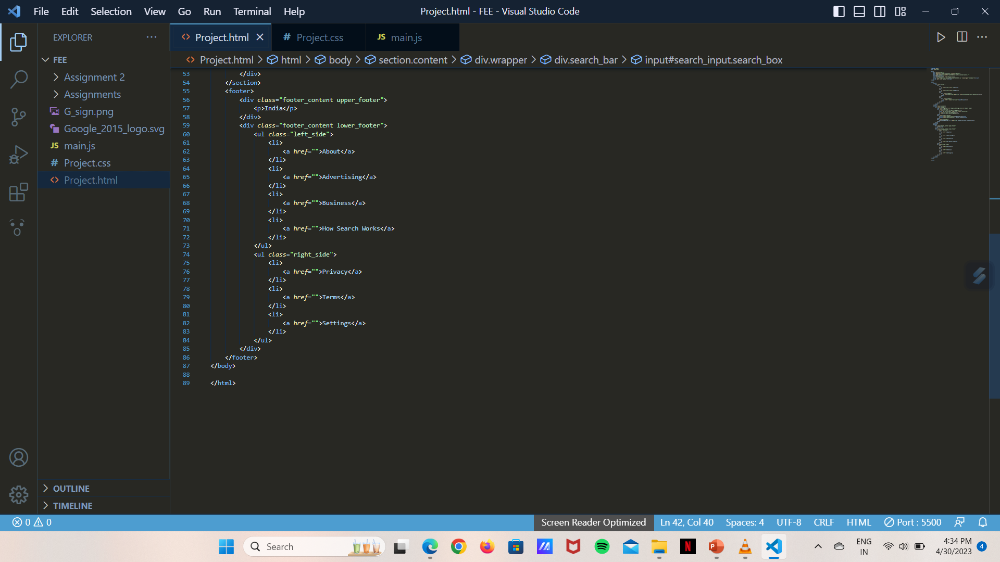 File Edit Selection View Go Run Terminal Help
Project.html - FEE - Visual Studio Code
EXPLORER
Project.html
# Project.css
JS main.js
FEE
Assignment 2
Assignments
G_sign.png
Google_2015_logo.svg
JS main.js
# Project.css
Project.html
OUTLINE
TIMELINE
Project.html > html > body > section.content > div.wrapper > div.search_bar > input#search_input.search_box
53 </div>
54 </section>
55 <footer>
56 <div class="footer_content upper_footer">
57 <p>India</p>
58 </div>
59 <div class="footer_content lower_footer">
60 <ul class="left_side">
61 <li>
62 <a href="">About</a>
63 </li>
64 <li>
65 <a href="">Advertising</a>
66 </li>
67 <li>
68 <a href="">Business</a>
69 </li>
70 <li>
71 <a href="">How Search Works</a>
72 </li>
73 </ul>
74 <ul class="right_side">
75 <li>
76 <a href="">Privacy</a>
77 </li>
78 <li>
79 <a href="">Terms</a>
80 </li>
81 <li>
82 <a href="">Settings</a>
83 </li>
84 </ul>
85 </div>
86 </footer>
87 </body>
88
89 </html>
0 0
Screen Reader Optimized Ln 42, Col 40 Spaces: 4 UTF-8 CRLF HTML Port : 5500
Search
N
P
ENG
IN
4:34 PM
4/30/2023
4